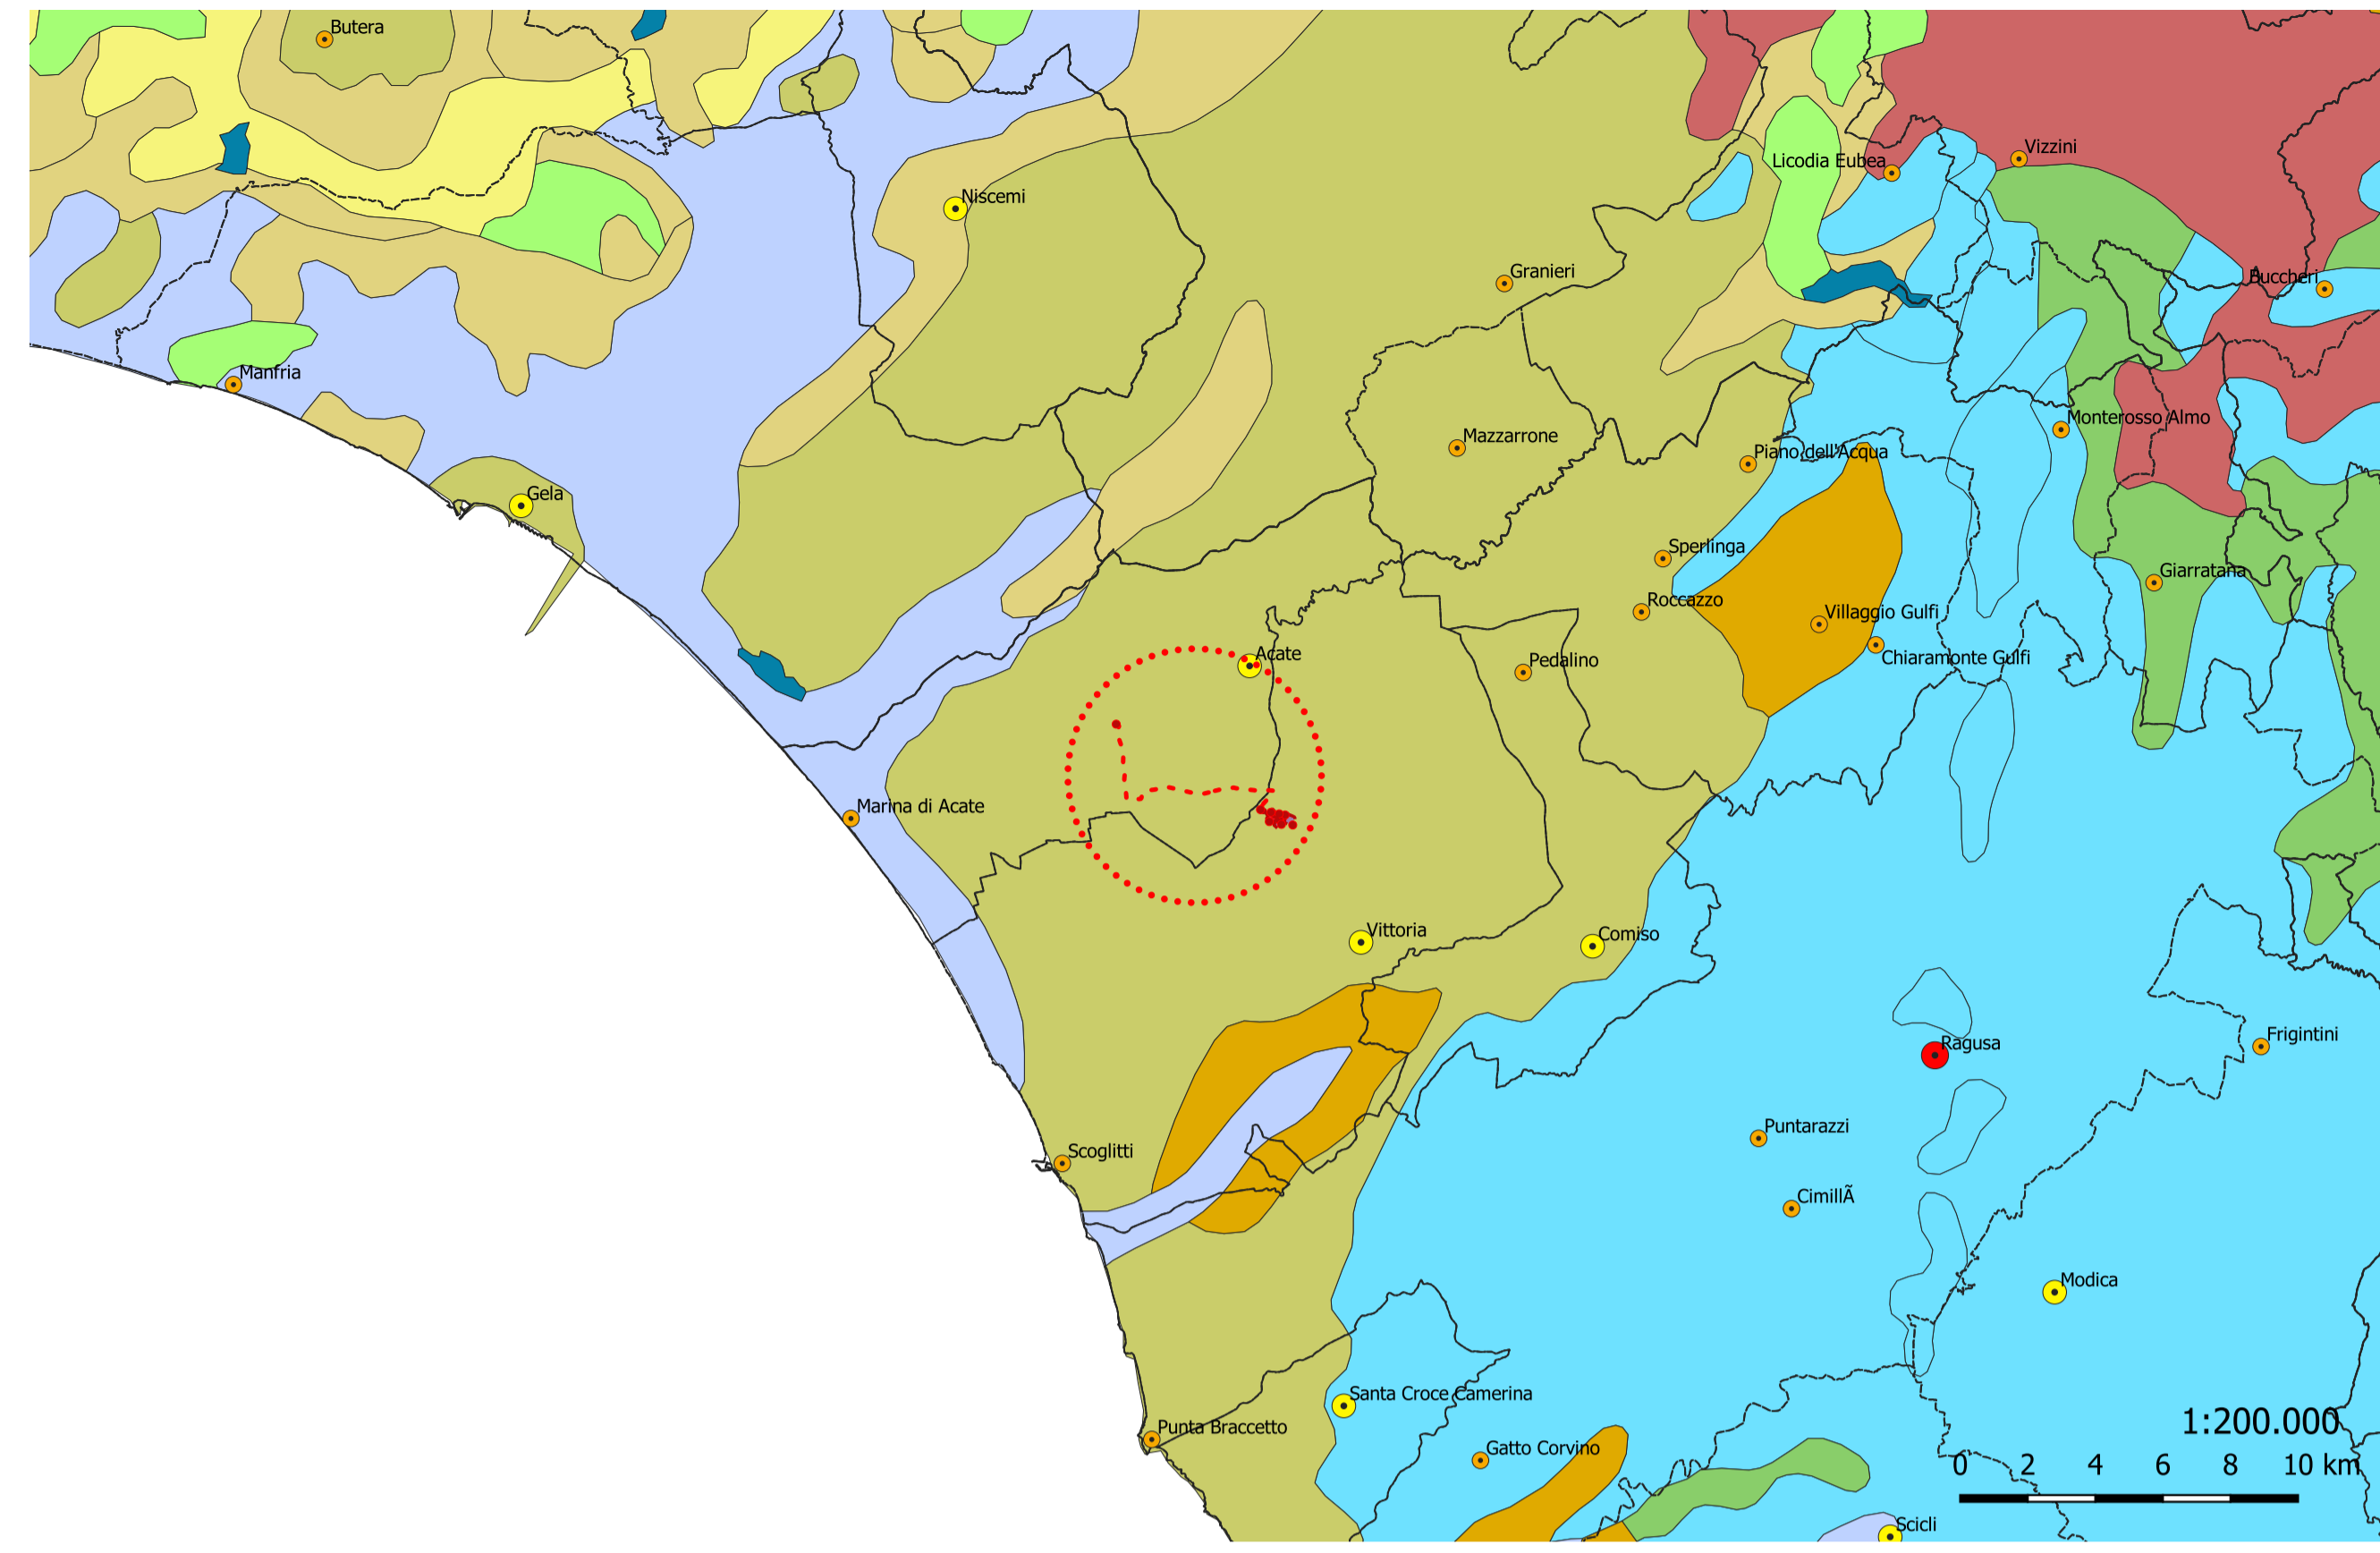 Butera
Vizzini
Licodia Eubea
Niscemi
Granieri
Buccheri
Manfria
Monterosso Almo
Mazzarrone
Piano dell'Acqua
Gela
Sperlinga
Giarratana
Roccazzo
Villaggio Gulfi
Acate
Pedalino
Chiaramonte Gulfi
Marina di Acate
Vittoria
Comiso
Frigintini
Ragusa
Puntarazzi
Scoglitti
CimillÃ
Modica
Santa Croce Camerina
Punta Braccetto
Gatto Corvino
1:200.000
0 2 4 6 8 10 km
Scicli